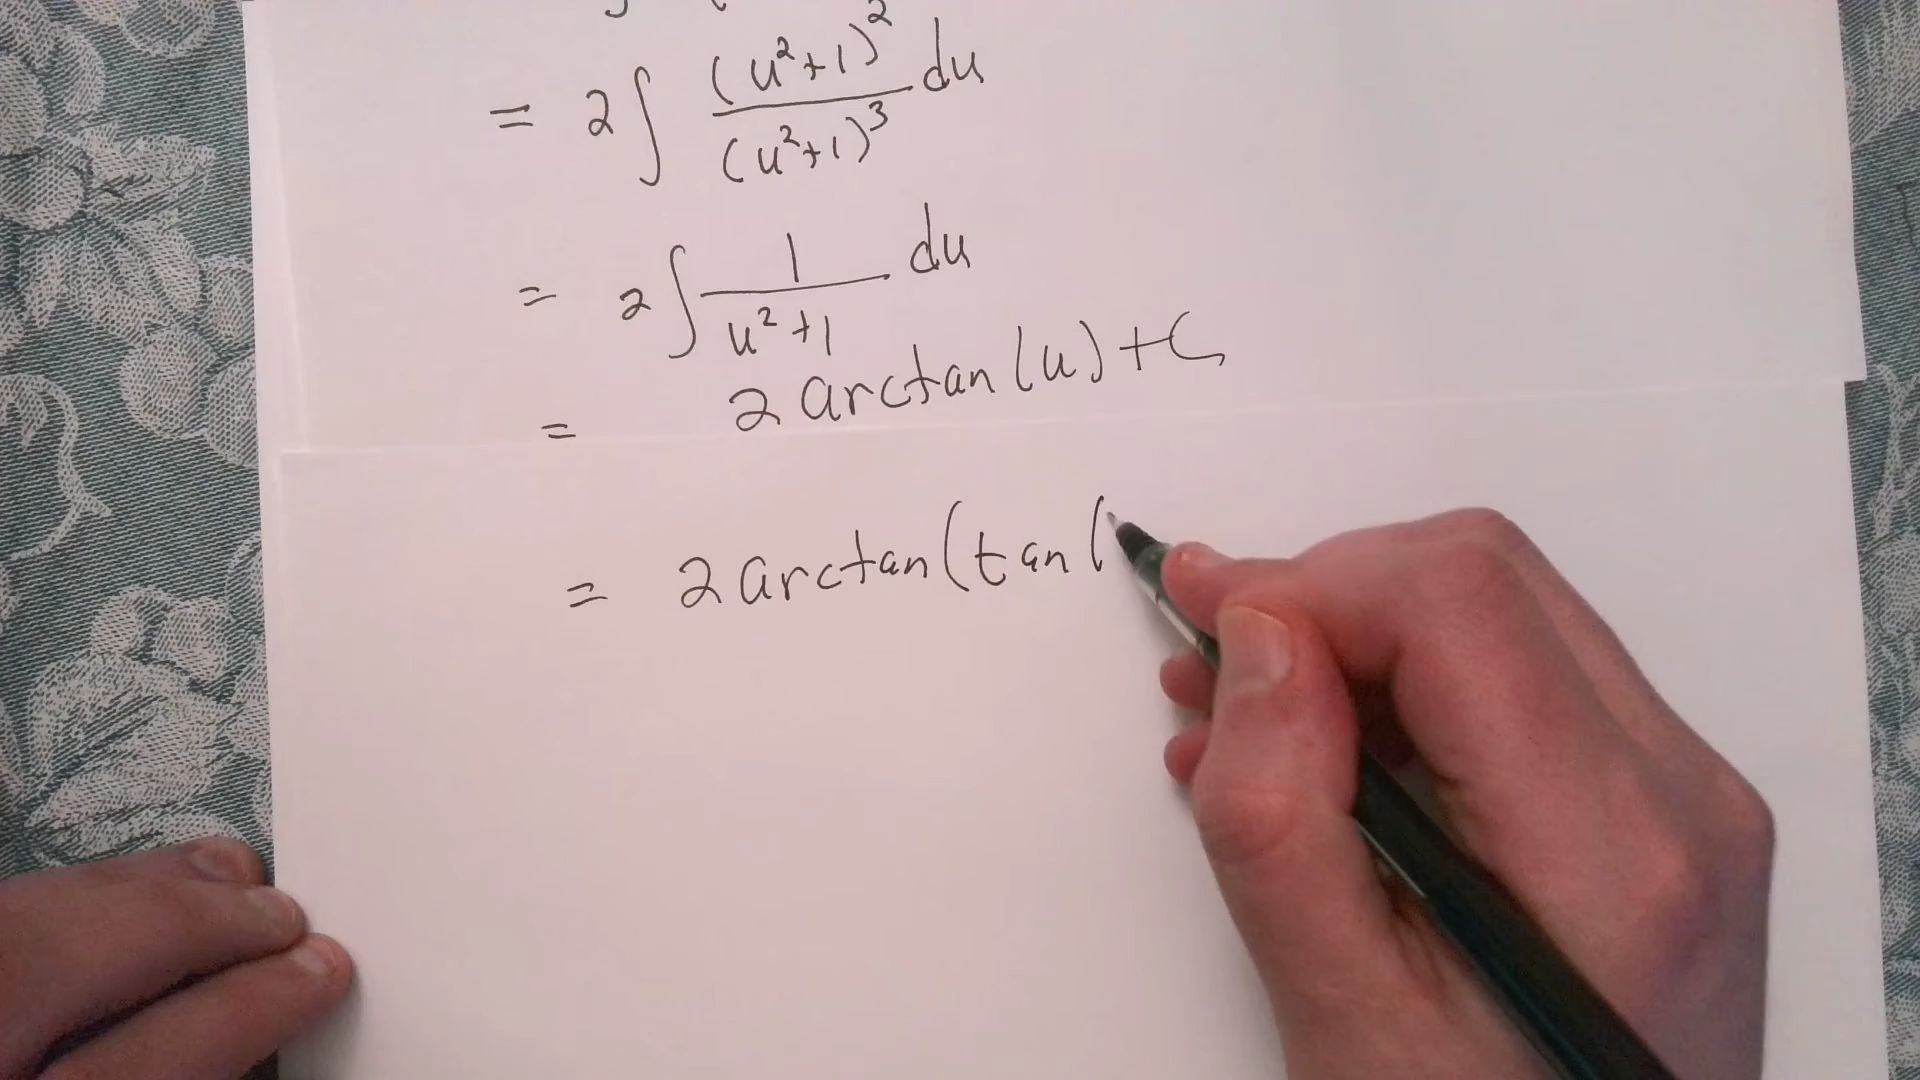 = 2∫ (u²+1)²/(u²+1)³ du
= 2∫ 1/(u²+1) du
= 2 arctan(u)+C
= 2 arctan(tan(